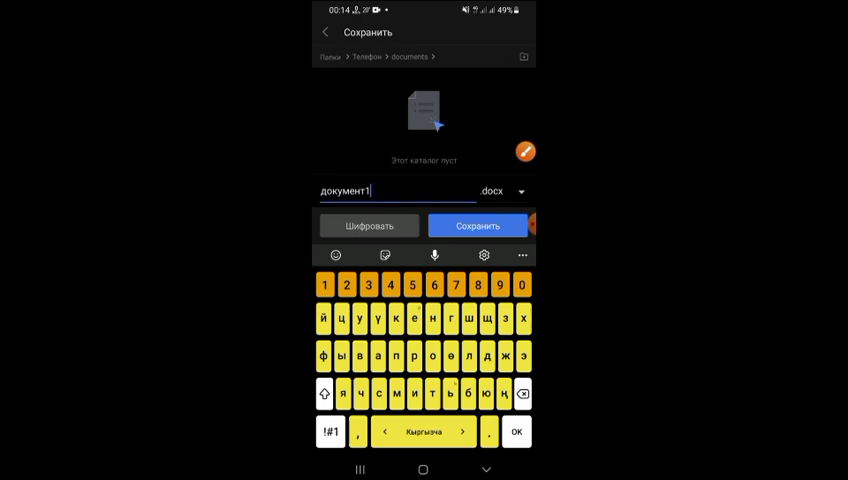 00:14 49%
Сохранить
Папки > Телефон > documents >
Этот каталог пуст
документ1 .docx
Шифровать Сохранить
1 2 3 4 5 6 7 8 9 0
й ц у ү к е н г ш щ з х
ф ы в а п р о ө л д ж э
я ч с м и т ь б ю ң
!#1 , < Кыргызча > . OK